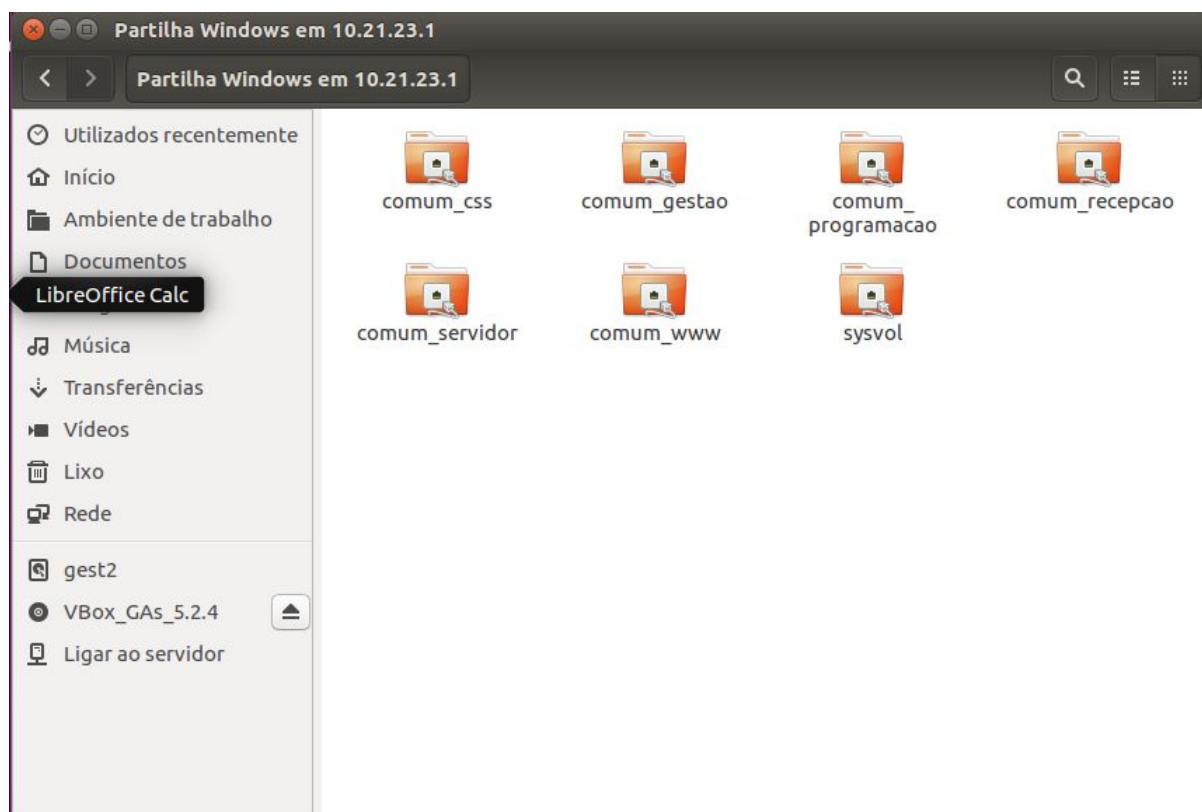 Partilha Windows em 10.21.23.1
Partilha Windows em 10.21.23.1
Utilizados recentemente
Início
Ambiente de trabalho
Documentos
LibreOffice Calc
Música
Transferências
Vídeos
Lixo
Rede
gest2
VBox_GAs_5.2.4
Ligar ao servidor
comum_css
comum_gestao
comum_
programacao
comum_recepcao
comum_servidor
comum_www
sysvol